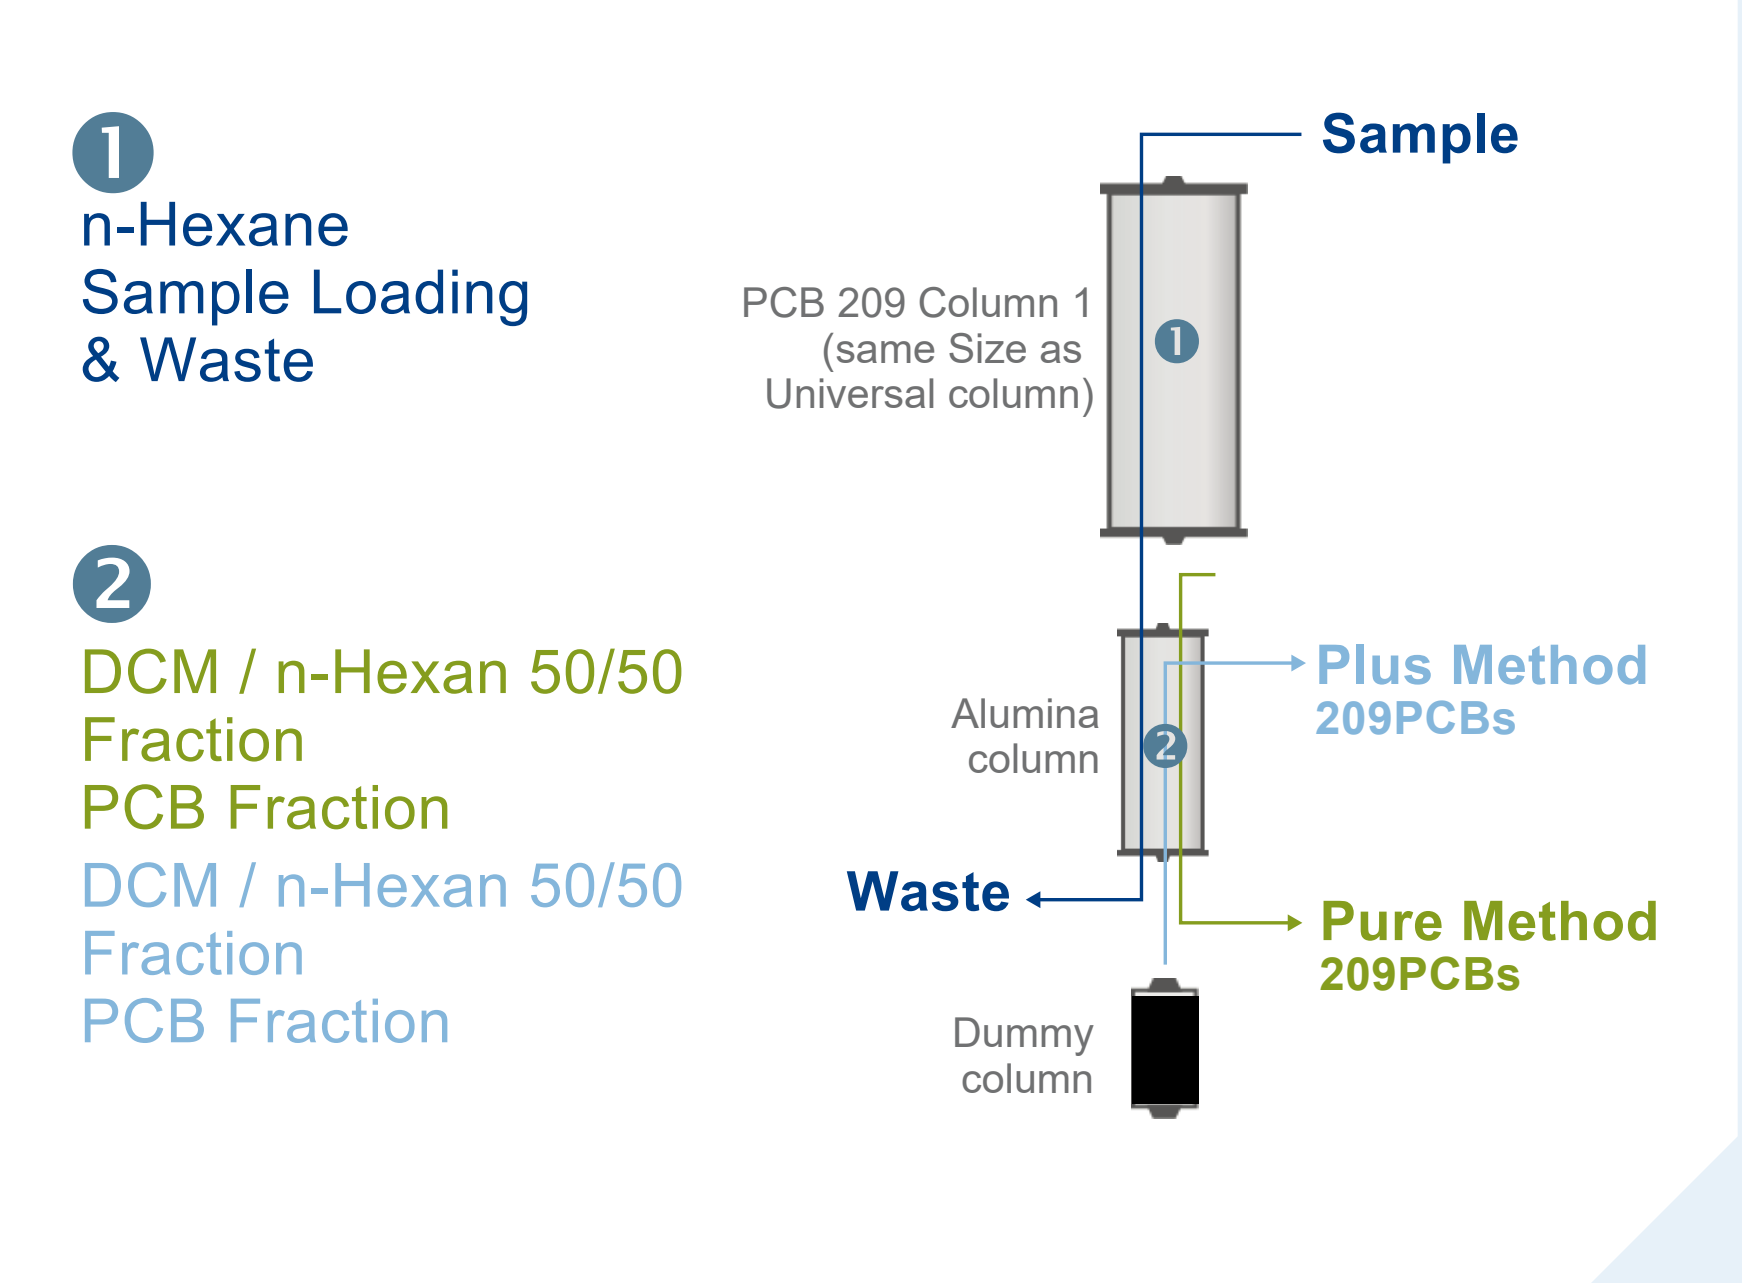 1
n-Hexane
Sample Loading
& Waste
2
DCM / n-Hexan 50/50
Fraction
PCB Fraction
DCM / n-Hexan 50/50
Fraction
PCB Fraction
Sample
PCB 209 Column 1
(same Size as
Universal column)
1
Plus Method
209PCBs
Alumina
column
2
Waste
Pure Method
209PCBs
Dummy
column